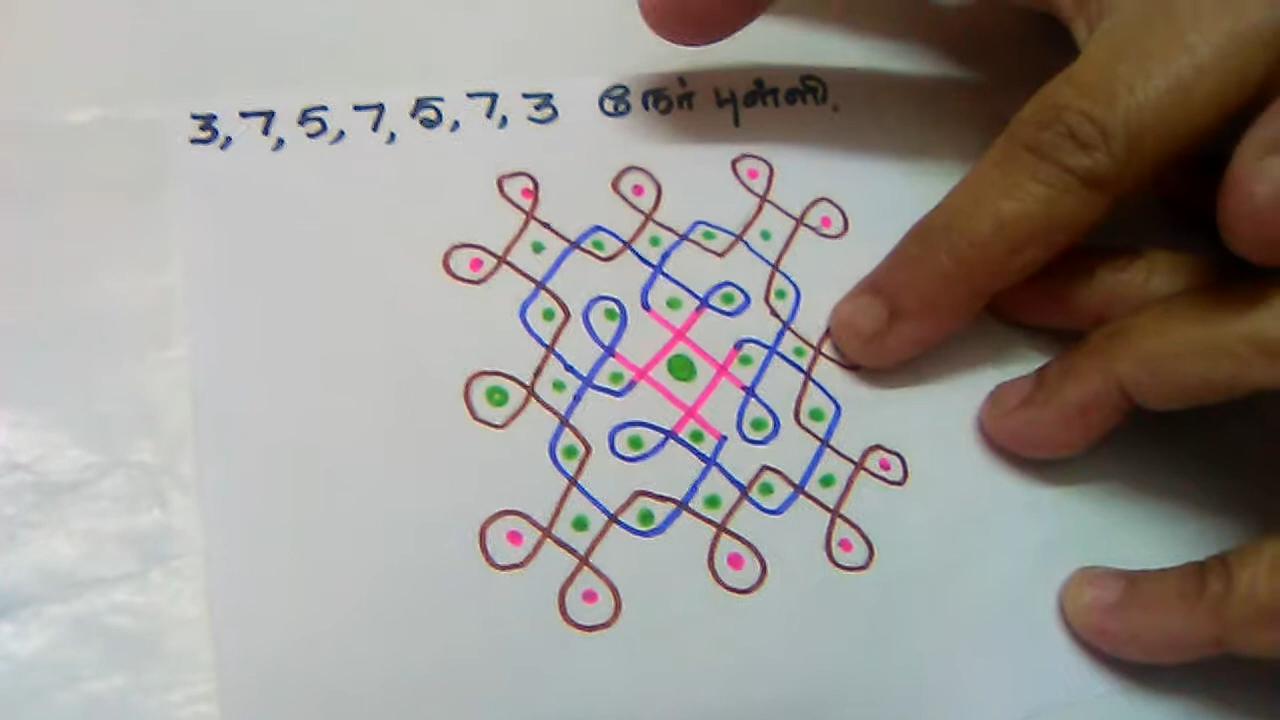 3, 7, 5, 7, 5, 7, 3 நேர் புள்ளி.